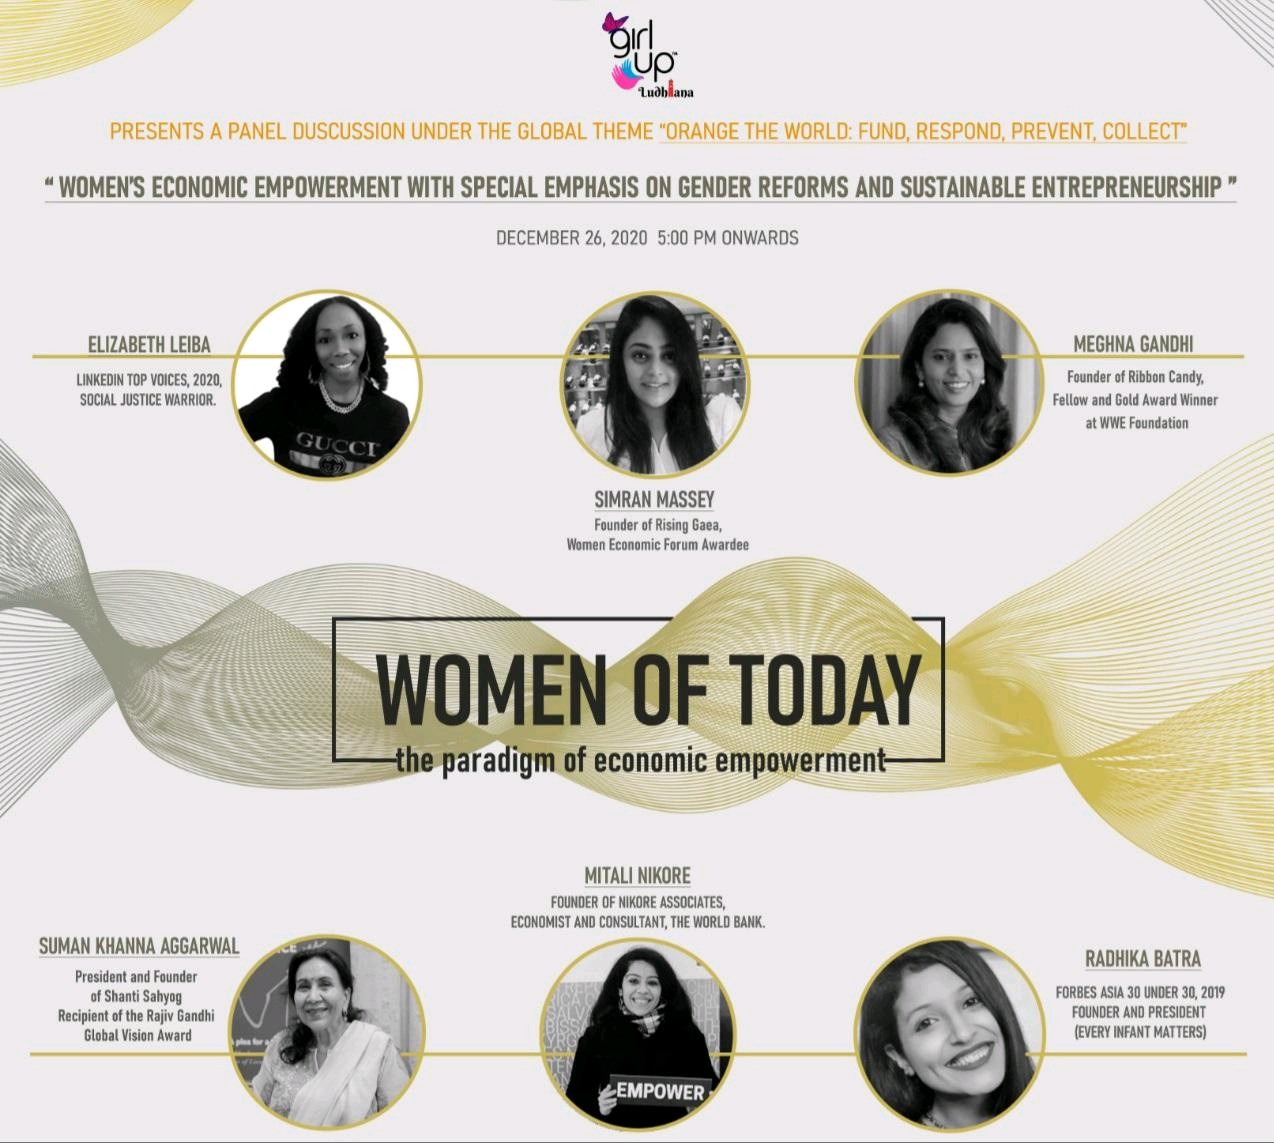 girl
up™
Ludhiana
PRESENTS A PANEL DUSCUSSION UNDER THE GLOBAL THEME “ORANGE THE WORLD: FUND, RESPOND, PREVENT, COLLECT”
“ WOMEN’S ECONOMIC EMPOWERMENT WITH SPECIAL EMPHASIS ON GENDER REFORMS AND SUSTAINABLE ENTREPRENEURSHIP ”
DECEMBER 26, 2020 5:00 PM ONWARDS
ELIZABETH LEIBA
LINKEDIN TOP VOICES, 2020,
SOCIAL JUSTICE WARRIOR.
GUCCI
SIMRAN MASSEY
Founder of Rising Gaea,
Women Economic Forum Awardee
MEGHNA GANDHI
Founder of Ribbon Candy,
Fellow and Gold Award Winner
at WWE Foundation
WOMEN OF TODAY
the paradigm of economic empowerment
SUMAN KHANNA AGGARWAL
President and Founder
of Shanti Sahyog
Recipient of the Rajiv Gandhi
Global Vision Award
MITALI NIKORE
FOUNDER OF NIKORE ASSOCIATES,
ECONOMIST AND CONSULTANT, THE WORLD BANK.
EMPOWER
RADHIKA BATRA
FORBES ASIA 30 UNDER 30, 2019
FOUNDER AND PRESIDENT
(EVERY INFANT MATTERS)